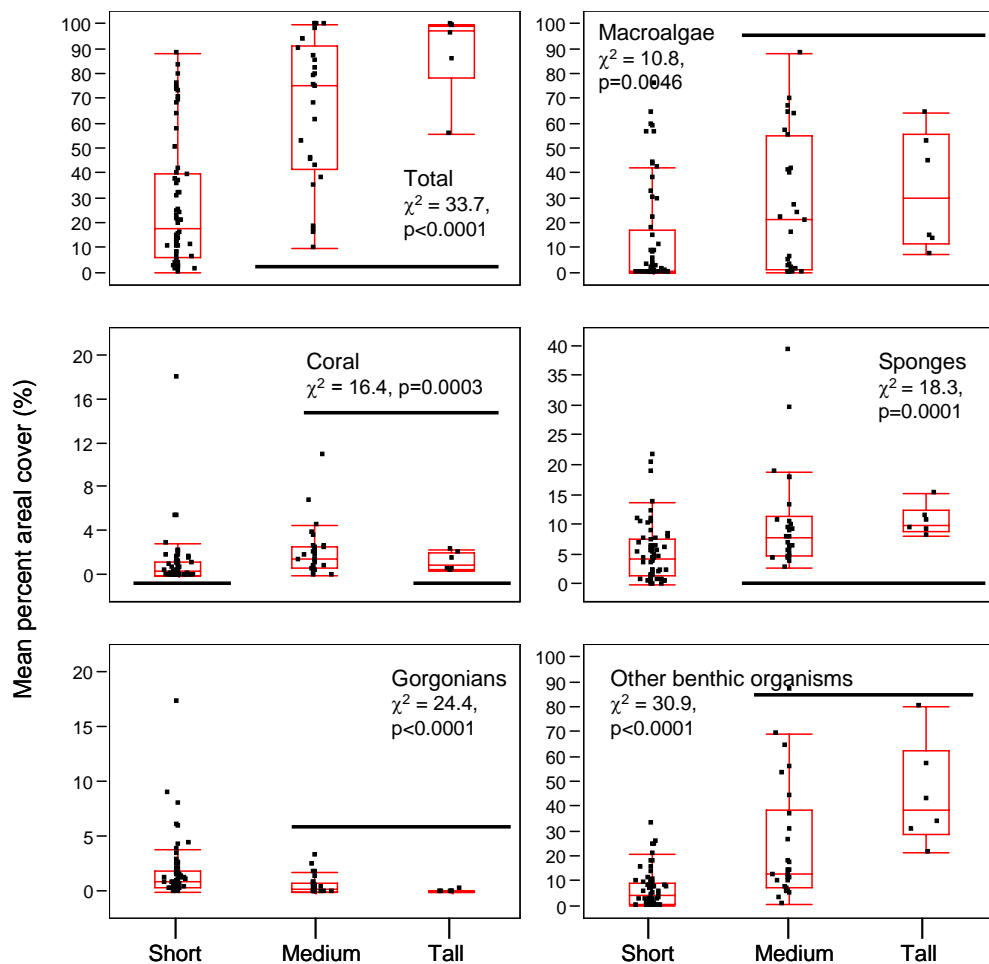 Mean percent areal cover (%)
100
90
80
70
60
50
40
30
20
10
0
Total
χ² = 33.7,
p<0.0001
100
90
80
70
60
50
40
30
20
10
0
Macroalgae
χ² = 10.8,
p=0.0046
20
16
12
8
4
0
Coral
χ² = 16.4, p=0.0003
40
35
30
25
20
15
10
5
0
Sponges
χ² = 18.3,
p=0.0001
20
15
10
5
0
Gorgonians
χ² = 24.4,
p<0.0001
Short Medium Tall
100
90
80
70
60
50
40
30
20
10
0
Other benthic organisms
χ² = 30.9,
p<0.0001
Short Medium Tall